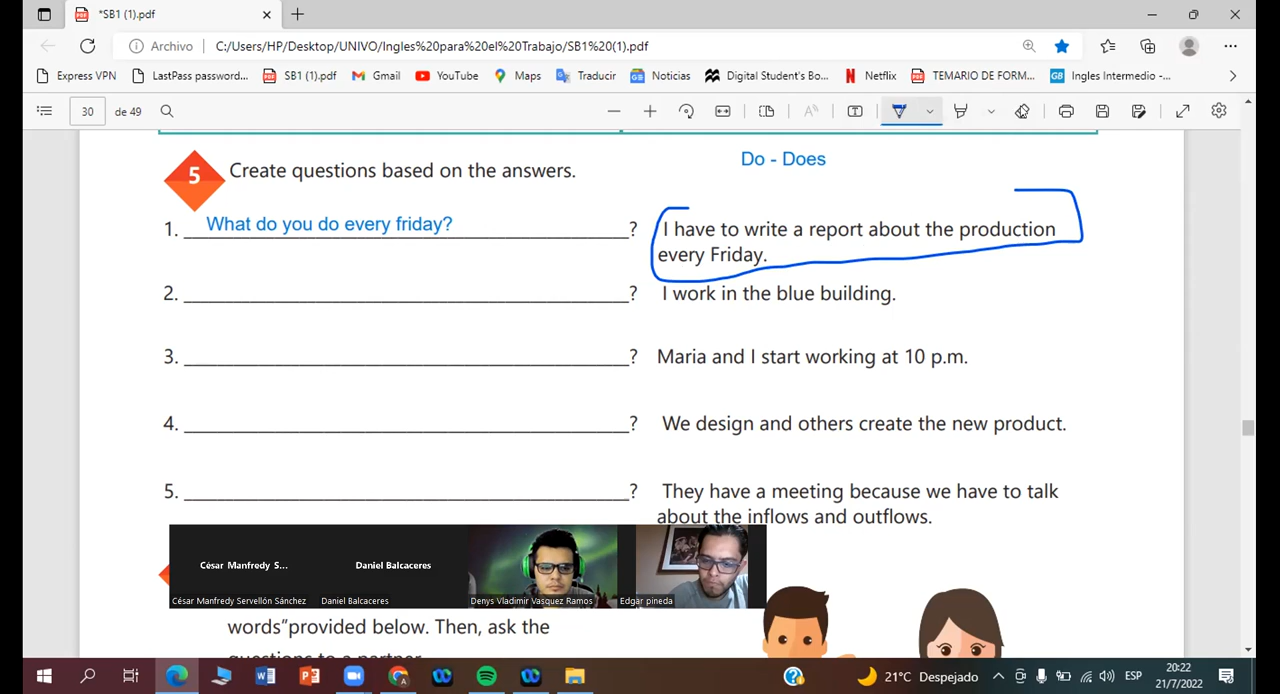 *SB1 (1).pdf
Archivo C:/Users/HP/Desktop/UNIVO/Ingles%20para%20el%20Trabajo/SB1%20(1).pdf
Express VPN LastPass password... SB1 (1).pdf Gmail YouTube Maps Traducir Noticias Digital Student's Bo... Netflix TEMARIO DE FORM... Ingles Intermedio -...
30 de 49
5 Create questions based on the answers. Do - Does
1. What do you do every friday? ? I have to write a report about the production
every Friday.
2. ? I work in the blue building.
3. ? Maria and I start working at 10 p.m.
4. ? We design and others create the new product.
5. ? They have a meeting because we have to talk
about the inflows and outflows.
César Manfredy S... Daniel Balcaceres
César Manfredy Servellón Sánchez Daniel Balcaceres Denys Vladimir Vasquez Ramos Edgar pineda
words”provided below. Then, ask the
questions to a partner
21°C Despejado ESP 20:22
21/7/2022